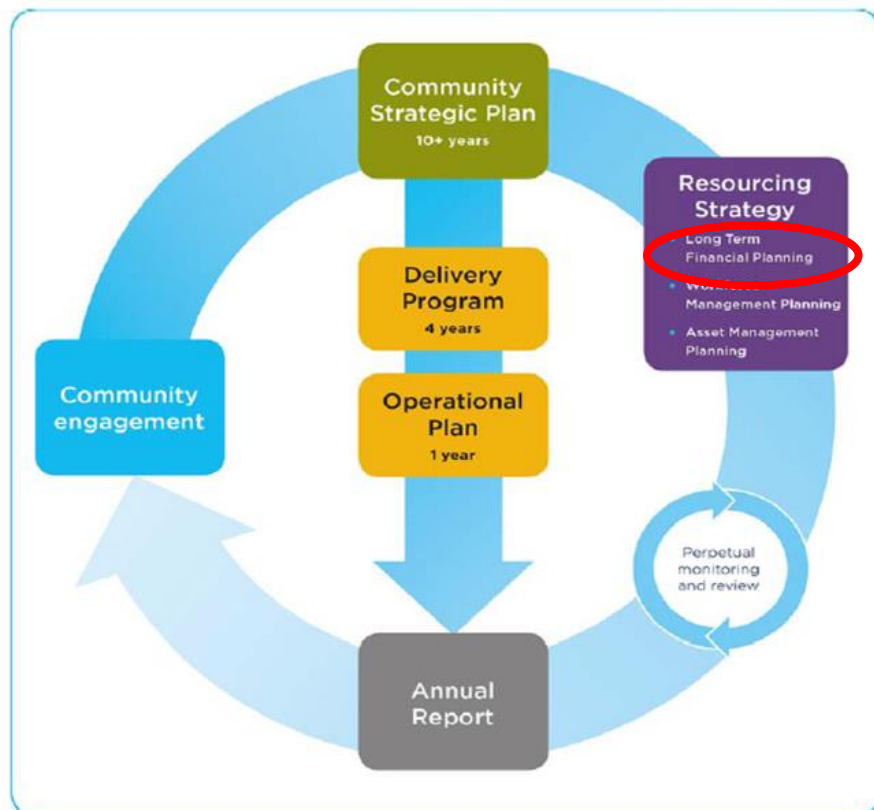 Community
Strategic Plan
10+ years
Resourcing
Strategy
• Long Term
Financial Planning
• Workforce
Management Planning
• Asset Management
Planning
Delivery
Program
4 years
Community
engagement
Operational
Plan
1 year
Perpetual
monitoring
and review
Annual
Report